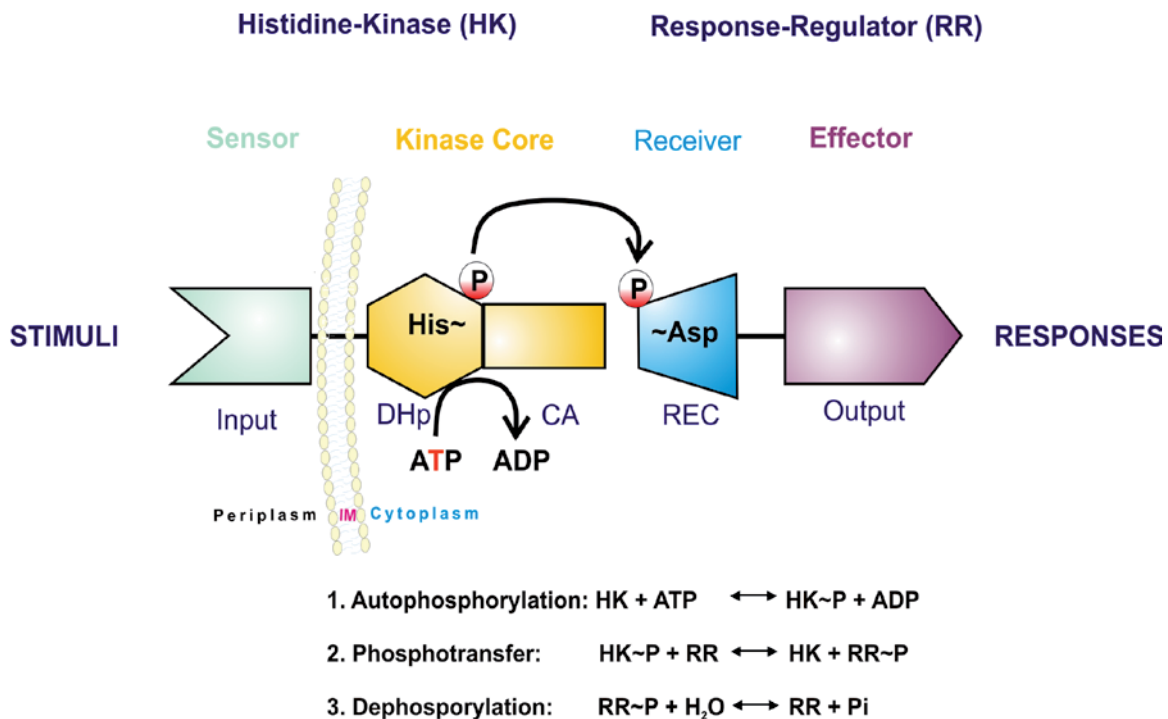 Histidine-Kinase (HK) Response-Regulator (RR)
Sensor Kinase Core Receiver Effector
P P
STIMULI His~ ~Asp RESPONSES
Input DHp CA REC Output
ATP ADP
Periplasm IM Cytoplasm
1. Autophosphorylation: HK + ATP ⟷ HK~P + ADP
2. Phosphotransfer: HK~P + RR ⟷ HK + RR~P
3. Dephosporylation: RR~P + H₂O ⟷ RR + Pi